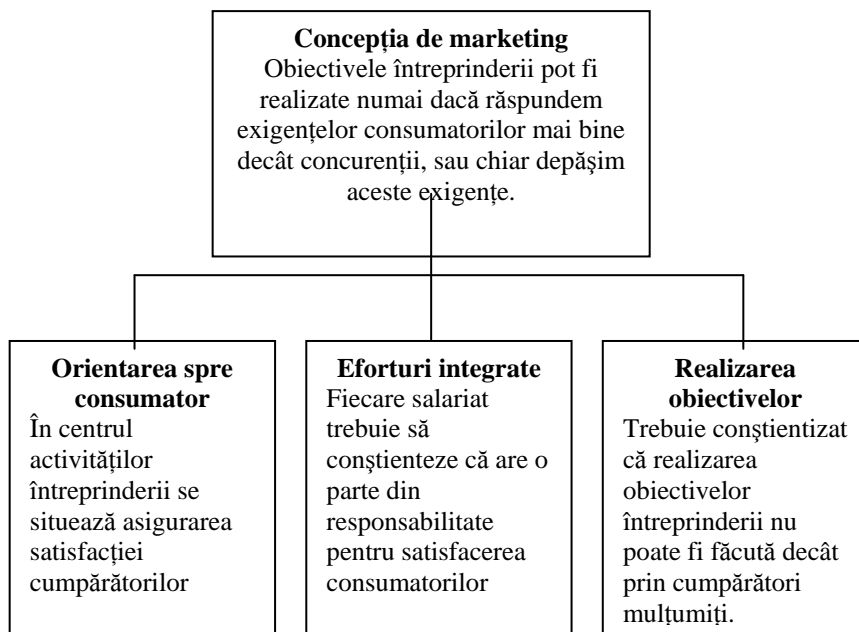 Concepția de marketing
Obiectivele întreprinderii pot fi
realizate numai dacă răspundem
exigențelor consumatorilor mai bine
decât concurenții, sau chiar depăşim
aceste exigențe.
Orientarea spre
consumator
În centrul
activităților
întreprinderii se
situează asigurarea
satisfacției
cumpărătorilor
Eforturi integrate
Fiecare salariat
trebuie să
conştienteze că are o
parte din
responsabilitate
pentru satisfacerea
consumatorilor
Realizarea
obiectivelor
Trebuie conştientizat
că realizarea
obiectivelor
întreprinderii nu
poate fi făcută decât
prin cumpărători
mulțumiți.